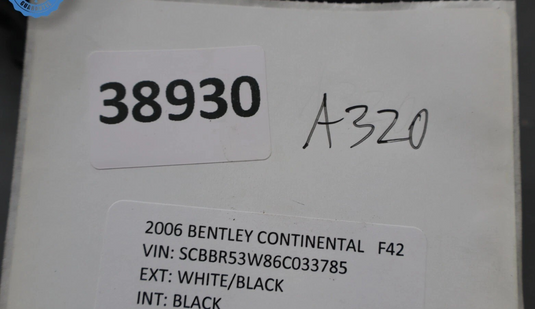 38930
A320
2006 BENTLEY CONTINENTAL F42
VIN: SCBBR53W86C033785
EXT: WHITE/BLACK
INT: BLACK